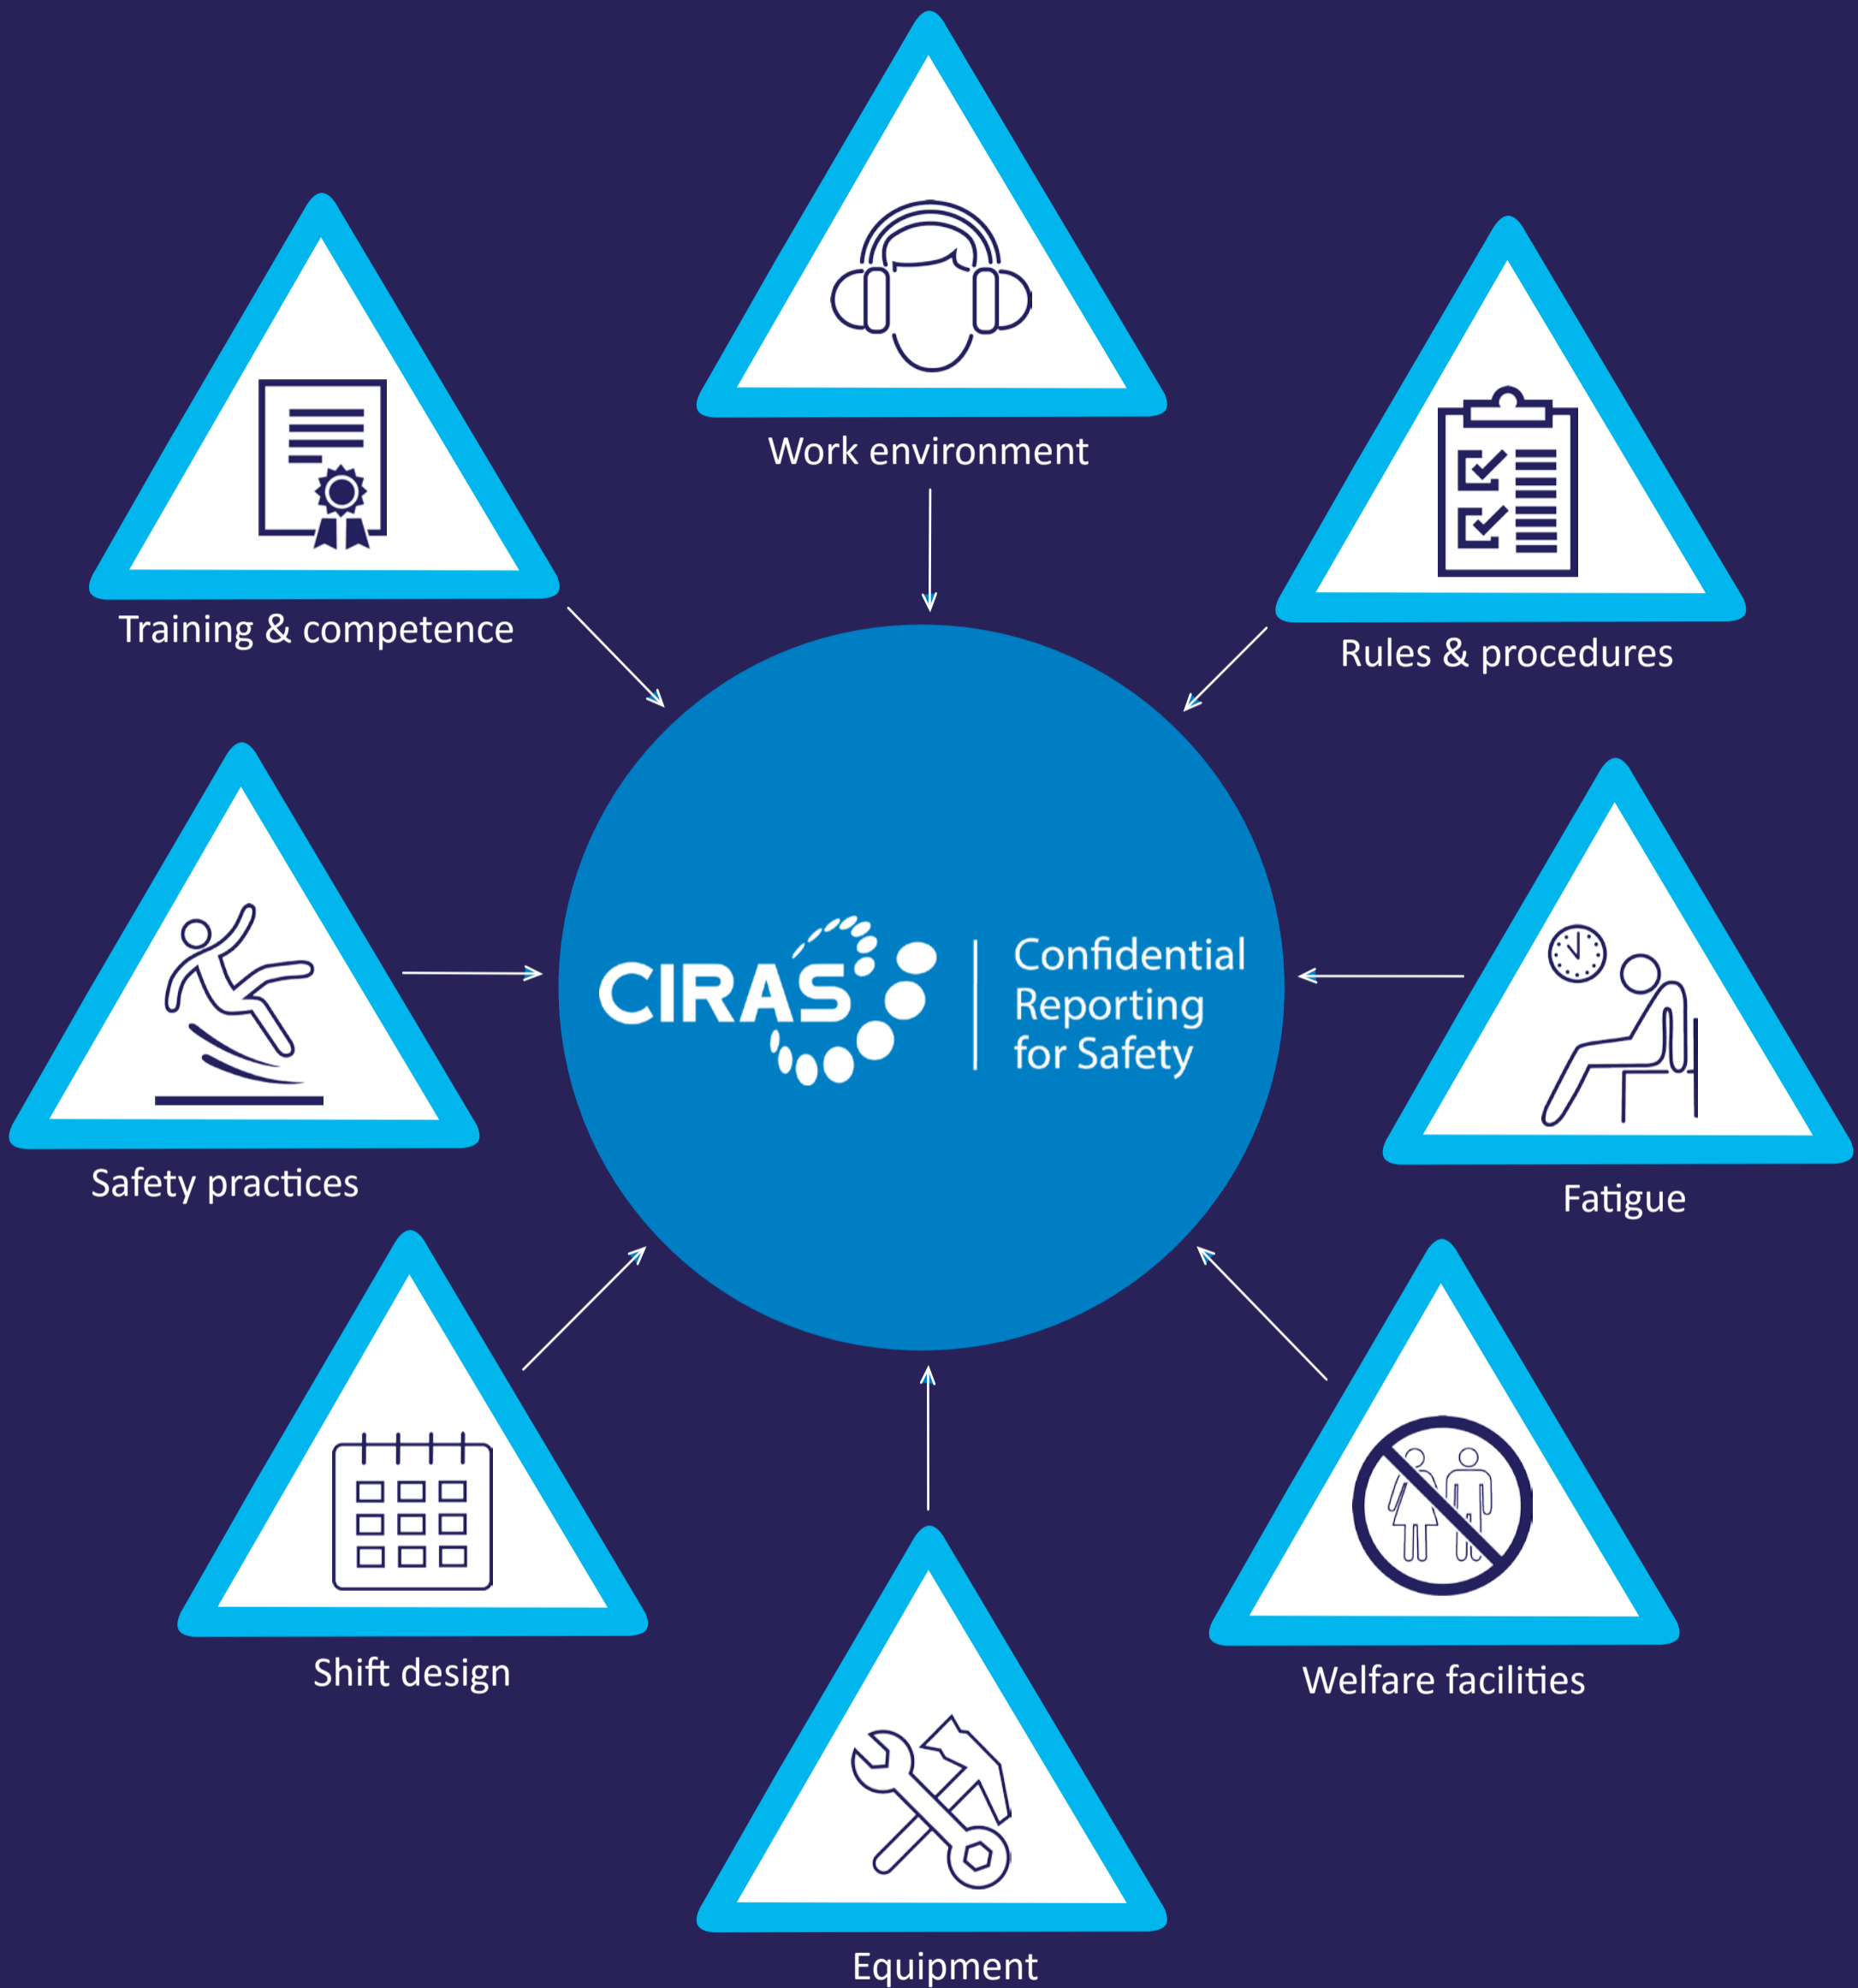 Work environment
Training & competence
Rules & procedures
CIRAS
Confidential
Reporting
for Safety
Safety practices
Fatigue
Shift design
Welfare facilities
Equipment